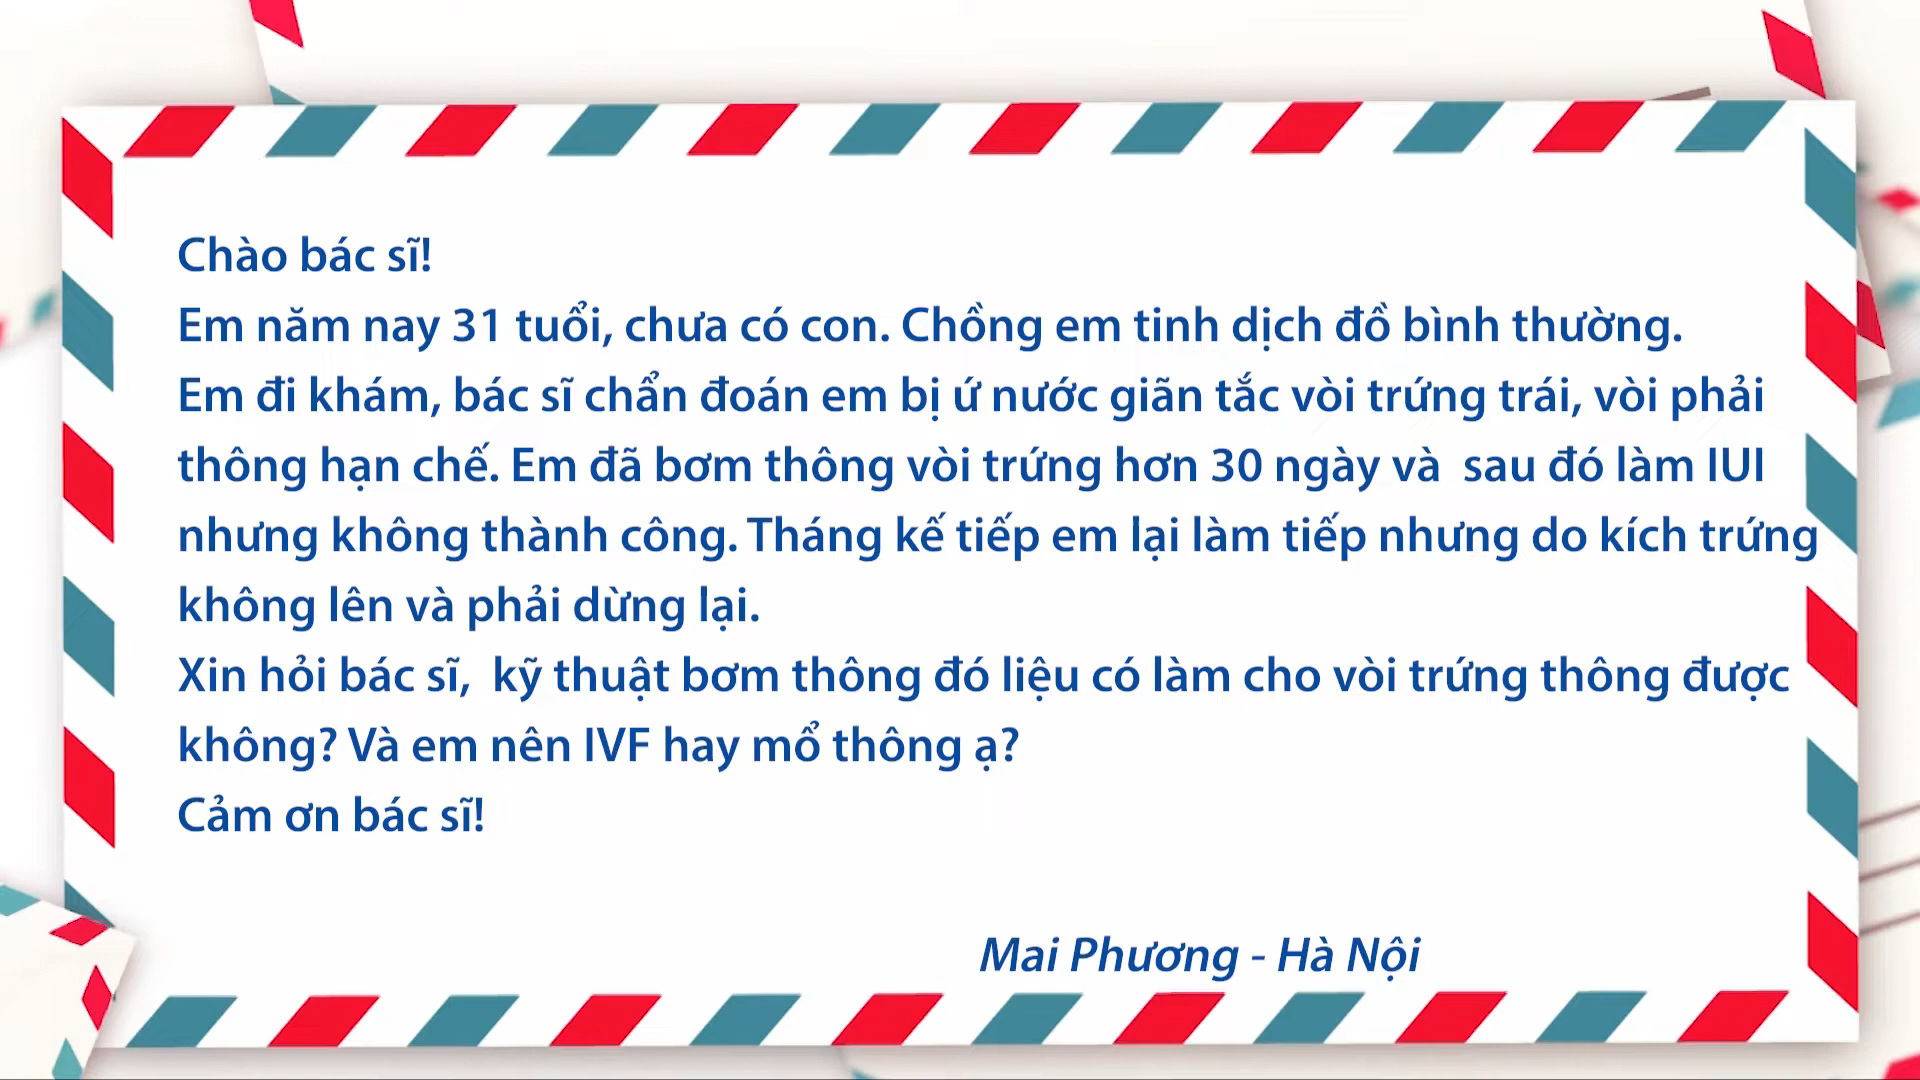 Chào bác sĩ!
Em năm nay 31 tuổi, chưa có con. Chồng em tinh dịch đồ bình thường.
Em đi khám, bác sĩ chẩn đoán em bị ứ nước giãn tắc vòi trứng trái, vòi phải
thông hạn chế. Em đã bơm thông vòi trứng hơn 30 ngày và  sau đó làm IUI
nhưng không thành công. Tháng kế tiếp em lại làm tiếp nhưng do kích trứng
không lên và phải dừng lại.
Xin hỏi bác sĩ,  kỹ thuật bơm thông đó liệu có làm cho vòi trứng thông được
không? Và em nên IVF hay mổ thông ạ?
Cảm ơn bác sĩ!
Mai Phương - Hà Nội